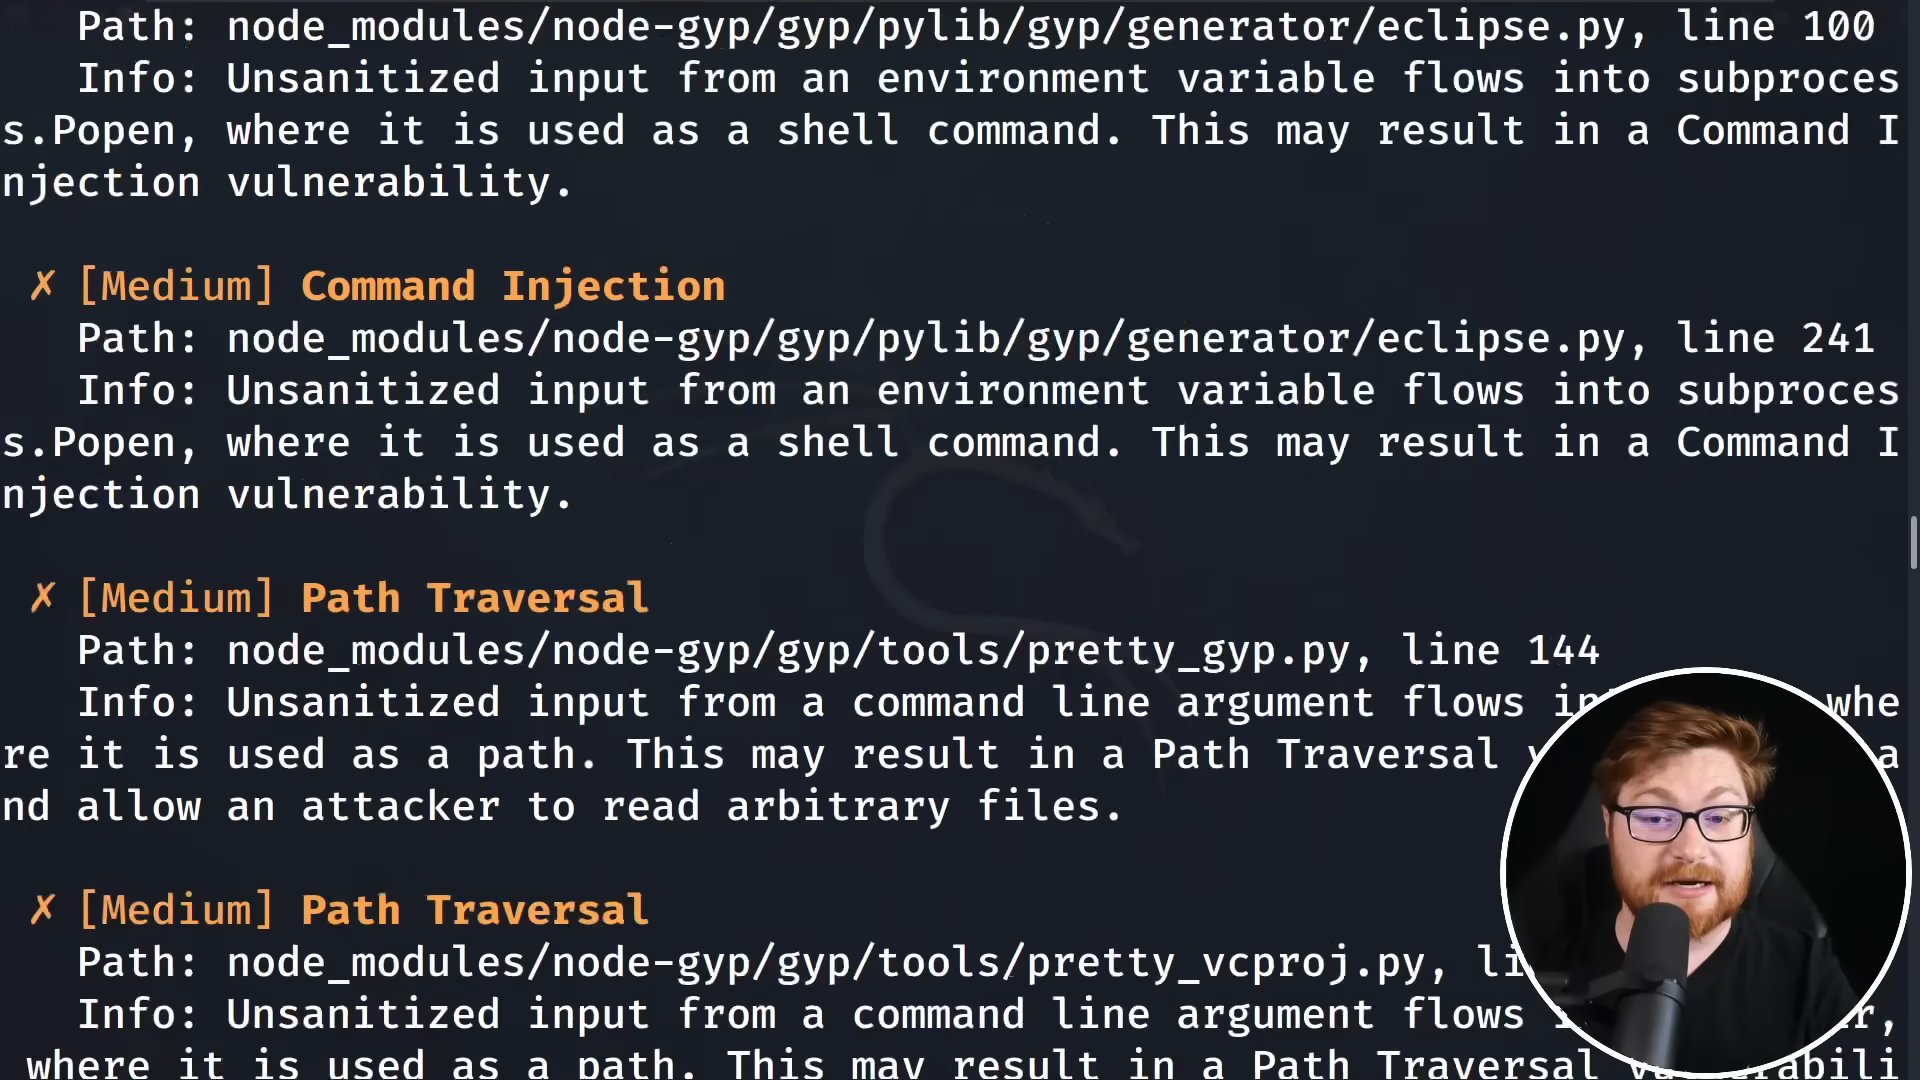 Path: node_modules/node-gyp/gyp/pylib/gyp/generator/eclipse.py, line 100
Info: Unsanitized input from an environment variable flows into subproces
s.Popen, where it is used as a shell command. This may result in a Command I
njection vulnerability.
✗ [Medium] Command Injection
Path: node_modules/node-gyp/gyp/pylib/gyp/generator/eclipse.py, line 241
Info: Unsanitized input from an environment variable flows into subproces
s.Popen, where it is used as a shell command. This may result in a Command I
njection vulnerability.
✗ [Medium] Path Traversal
Path: node_modules/node-gyp/gyp/tools/pretty_gyp.py, line 144
Info: Unsanitized input from a command line argument flows whe
re it is used as a path. This may result in a Path Traversal a
nd allow an attacker to read arbitrary files.
✗ [Medium] Path Traversal
Path: node_modules/node-gyp/gyp/tools/pretty_vcproj.py,
Info: Unsanitized input from a command line argument flows
where it is used as a path. This may result in a Path Traversal